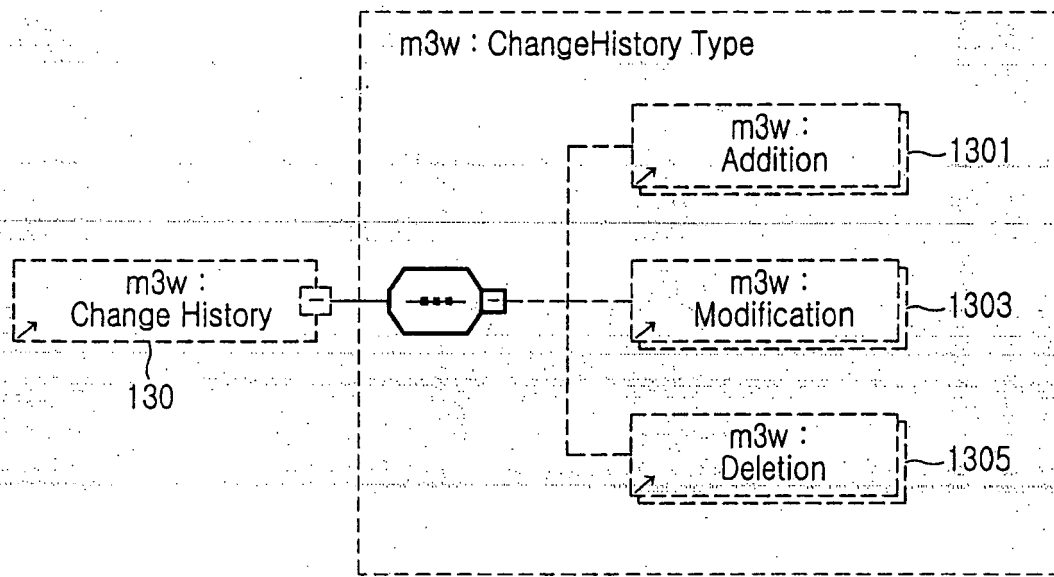 m3w : ChangeHistory Type
m3w :
Addition
1301
m3w :
Change History
130
m3w :
Modification
1303
m3w :
Deletion
1305